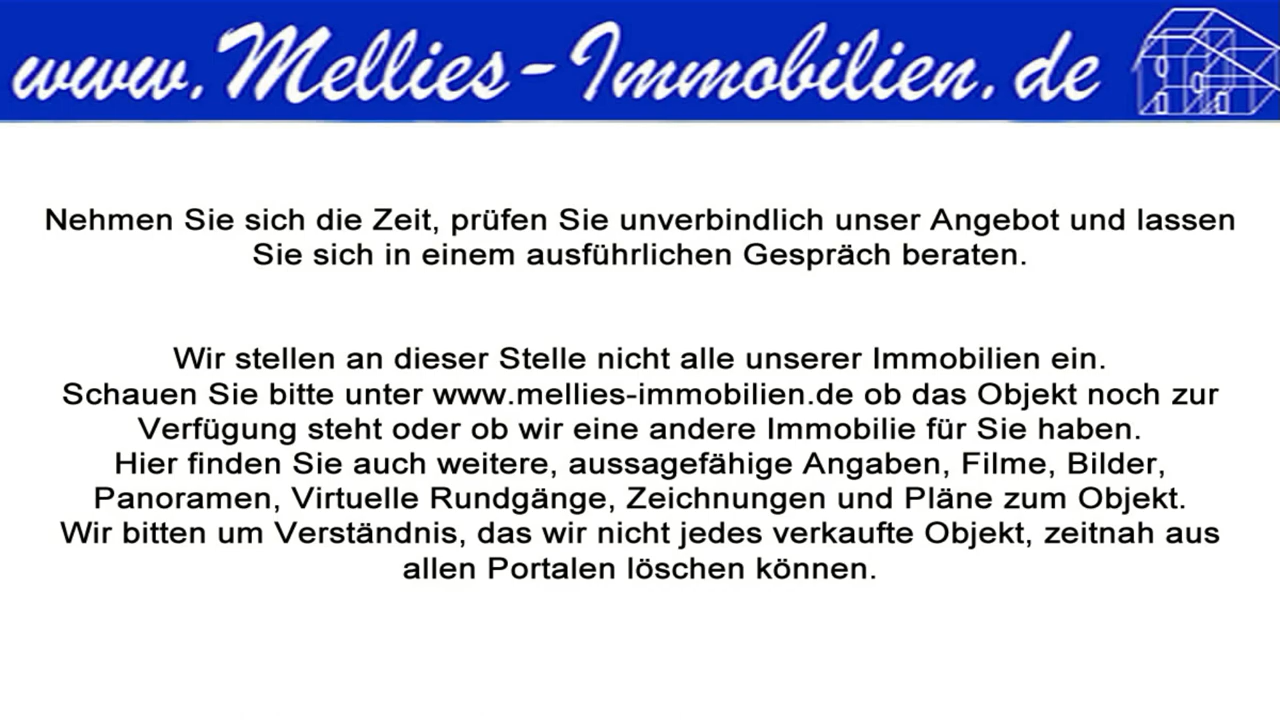 www.Mellies-Immobilien.de
Nehmen Sie sich die Zeit, prüfen Sie unverbindlich unser Angebot und lassen
Sie sich in einem ausführlichen Gespräch beraten.
Wir stellen an dieser Stelle nicht alle unserer Immobilien ein.
Schauen Sie bitte unter www.mellies-immobilien.de ob das Objekt noch zur
Verfügung steht oder ob wir eine andere Immobilie für Sie haben.
Hier finden Sie auch weitere, aussagefähige Angaben, Filme, Bilder,
Panoramen, Virtuelle Rundgänge, Zeichnungen und Pläne zum Objekt.
Wir bitten um Verständnis, das wir nicht jedes verkaufte Objekt, zeitnah aus
allen Portalen löschen können.